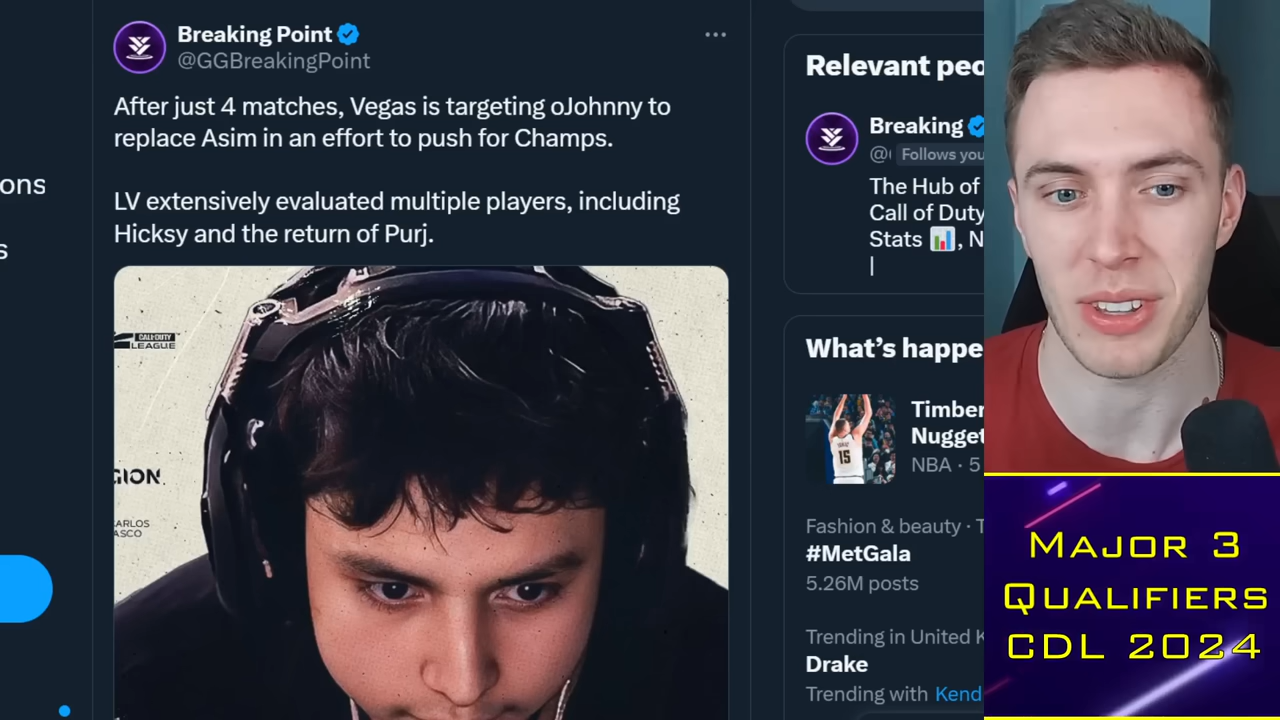 Breaking Point
@GGBreakingPoint
After just 4 matches, Vegas is targeting oJohnny to
replace Asim in an effort to push for Champs.
LV extensively evaluated multiple players, including
Hicksy and the return of Purj.
CALL OF DUTY
LEAGUE
GION
ARLOS
ASCO
ons
s
Relevant peo
Breaking
@(
Follows you
The Hub of
Call of Duty
Stats 📊, N
|
What's happe
15
Timber
Nugget
NBA · 5
Fashion & beauty · T
#MetGala
5.26M posts
Trending in United K
Drake
Trending with Kend
MAJOR 3
QUALIFIERS
CDL 2024